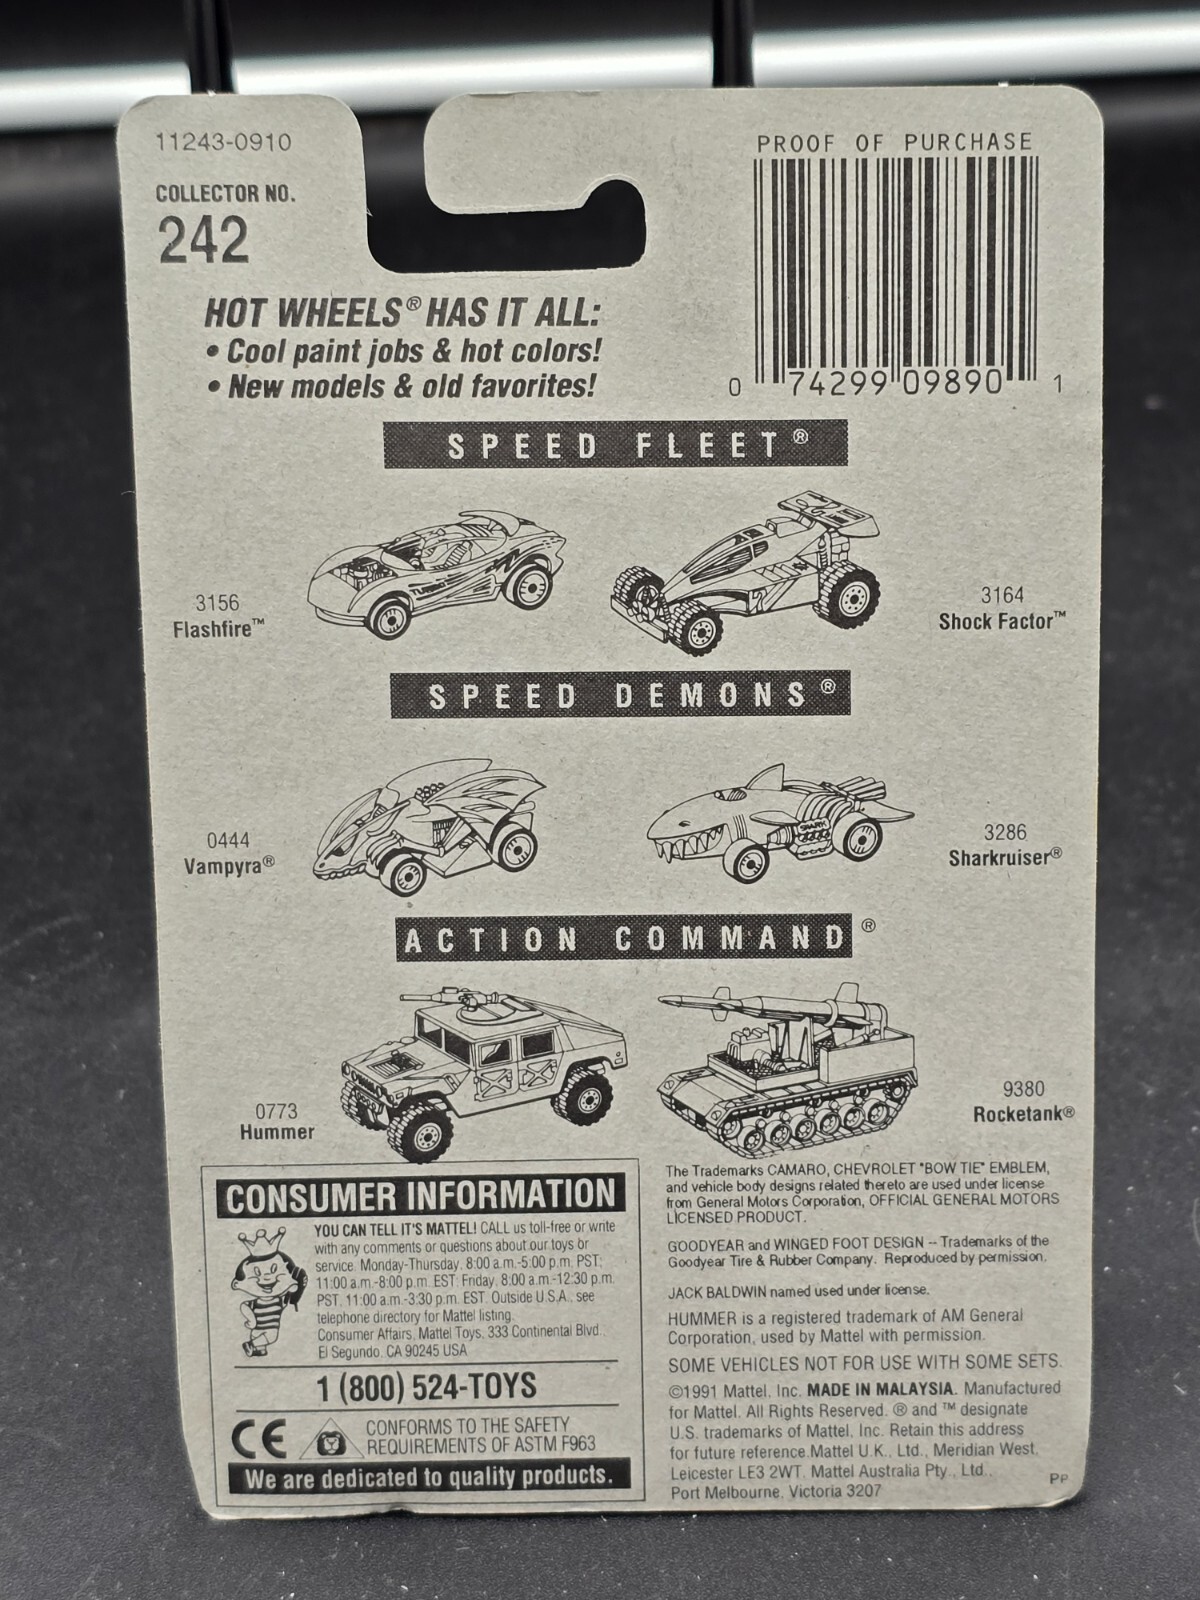 11243-0910
COLLECTOR NO.
242
PROOF OF PURCHASE
0 74299 09890 1
HOT WHEELS® HAS IT ALL:
• Cool paint jobs & hot colors!
• New models & old favorites!
SPEED FLEET®
3156
Flashfire™
TURBO
3164
Shock Factor™
SPEED DEMONS®
0444
Vampyra®
SHARK
3286
Sharkruiser®
ACTION COMMAND®
0773
Hummer
9380
Rocketank®
CONSUMER INFORMATION
YOU CAN TELL IT'S MATTEL! CALL us toll-free or write
with any comments or questions about our toys or
service. Monday-Thursday, 8:00 a.m.-5:00 p.m. PST;
11:00 a.m.-8:00 p.m. EST: Friday, 8:00 a.m.-12:30 p.m.
PST, 11:00 a.m.-3:30 p.m. EST. Outside U.S.A., see
telephone directory for Mattel listing.
Consumer Affairs, Mattel Toys, 333 Continental Blvd.,
El Segundo, CA 90245 USA
1 (800) 524-TOYS
CE
CONFORMS TO THE SAFETY
REQUIREMENTS OF ASTM F963
We are dedicated to quality products.
The Trademarks CAMARO, CHEVROLET "BOW TIE" EMBLEM,
and vehicle body designs related thereto are used under license
from General Motors Corporation, OFFICIAL GENERAL MOTORS
LICENSED PRODUCT.
GOODYEAR and WINGED FOOT DESIGN -- Trademarks of the
Goodyear Tire & Rubber Company. Reproduced by permission.
JACK BALDWIN named used under license.
HUMMER is a registered trademark of AM General
Corporation, used by Mattel with permission.
SOME VEHICLES NOT FOR USE WITH SOME SETS.
©1991 Mattel, Inc. MADE IN MALAYSIA. Manufactured
for Mattel. All Rights Reserved. ® and ™ designate
U.S. trademarks of Mattel, Inc. Retain this address
for future reference.Mattel U.K., Ltd., Meridian West,
Leicester LE3 2WT. Mattel Australia Pty., Ltd.,
Port Melbourne, Victoria 3207
PP